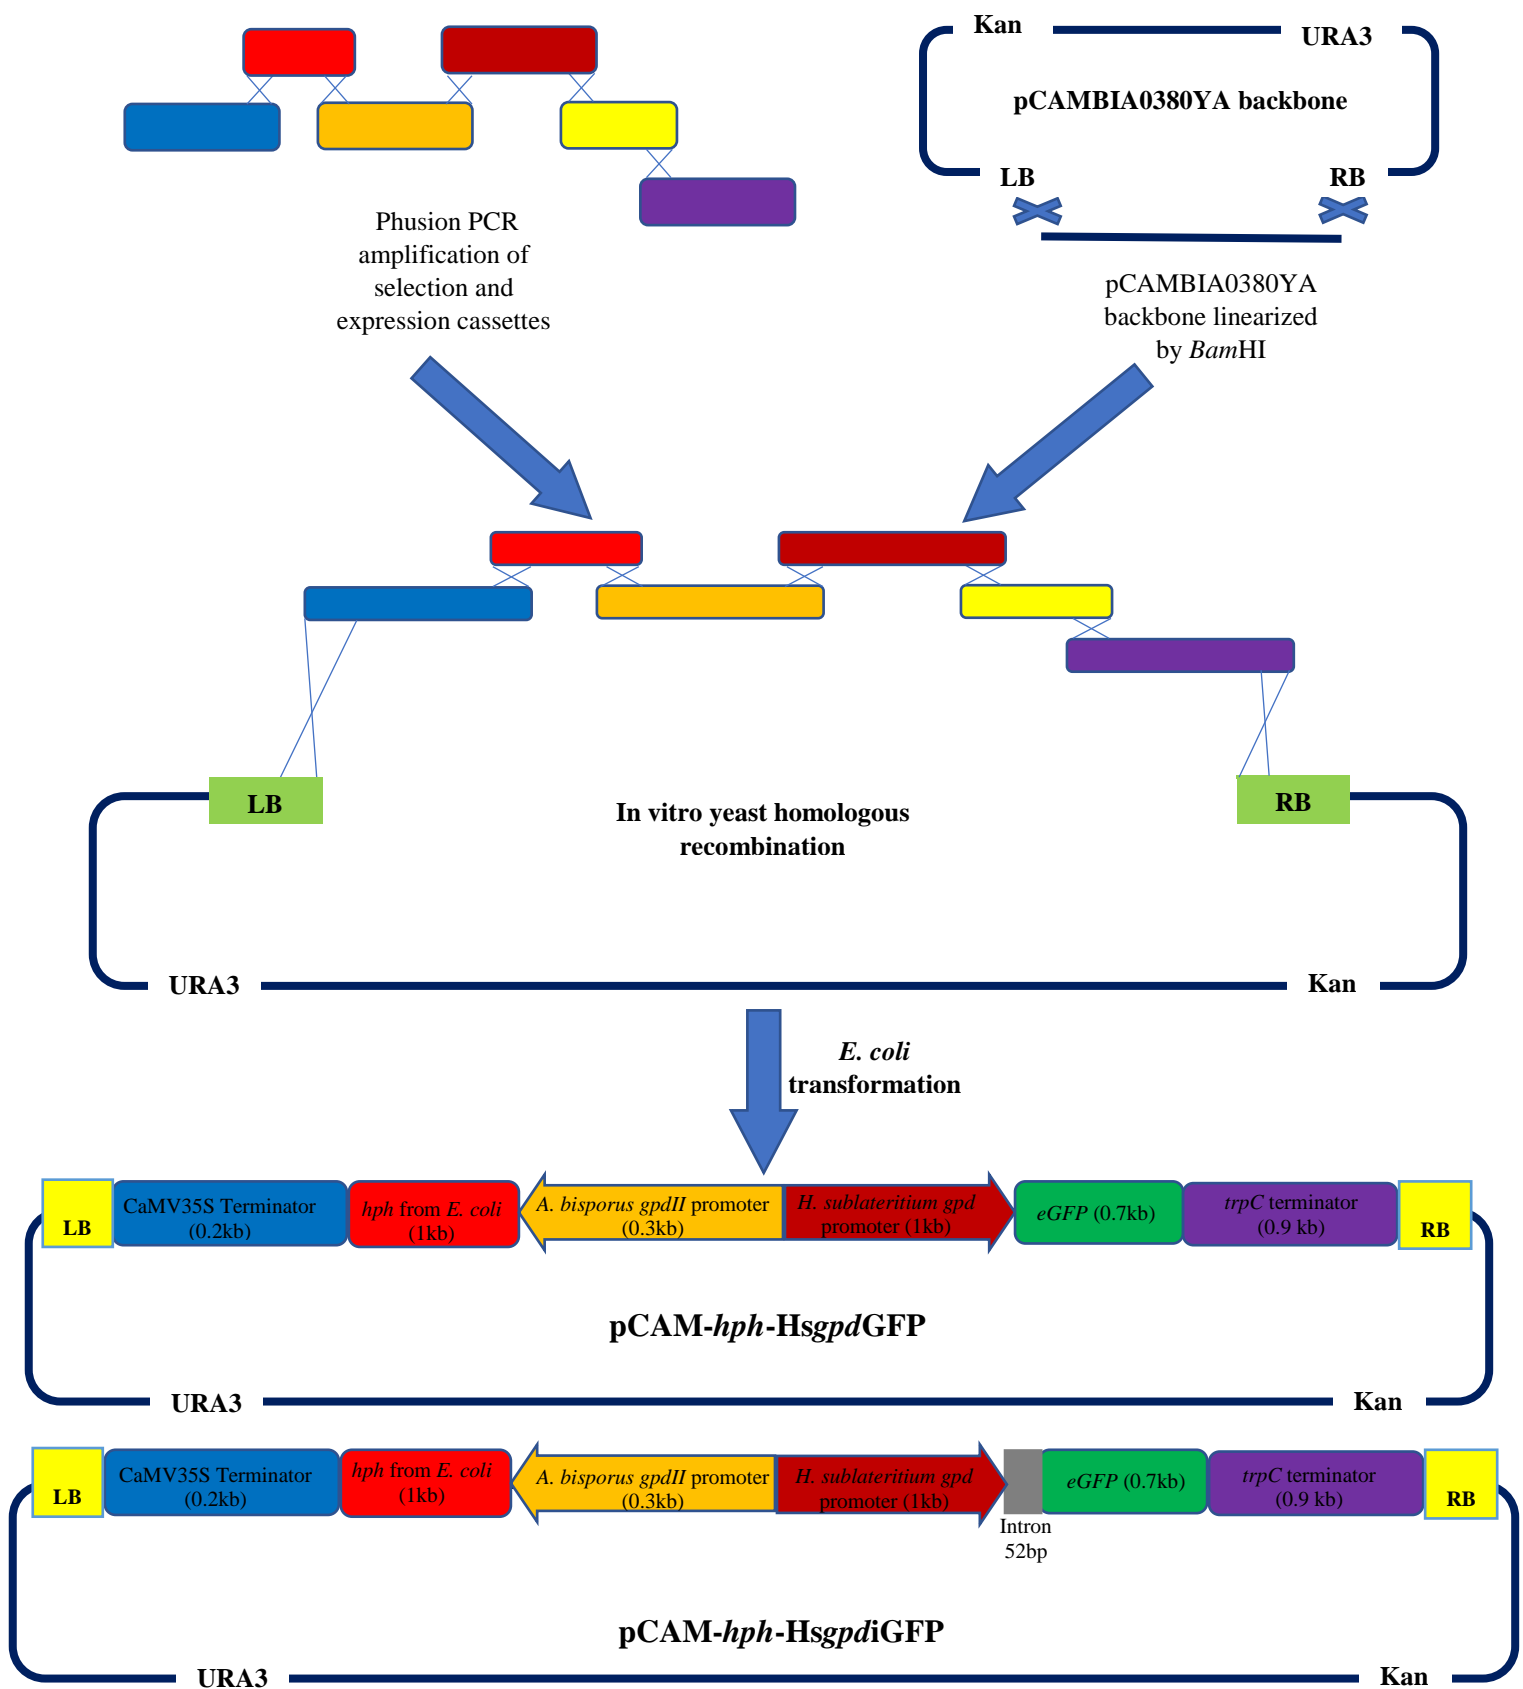 Kan
URA3
pCAMBIA0380YA backbone
LB
RB
Phusion PCR
amplification of
selection and
expression cassettes
pCAMBIA0380YA
backbone linearized
by BamHI
LB
RB
In vitro yeast homologous
recombination
URA3
Kan
E. coli
transformation
LB
CaMV35S Terminator
(0.2kb)
hph from E. coli
(1kb)
A. bisporus gpdII promoter
(0.3kb)
H. sublateritium gpd
promoter (1kb)
eGFP (0.7kb)
trpC terminator
(0.9 kb)
RB
pCAM-hph-HsgpdGFP
URA3
Kan
LB
CaMV35S Terminator
(0.2kb)
hph from E. coli
(1kb)
A. bisporus gpdII promoter
(0.3kb)
H. sublateritium gpd
promoter (1kb)
Intron
52bp
eGFP (0.7kb)
trpC terminator
(0.9 kb)
RB
pCAM-hph-HsgpdiGFP
URA3
Kan